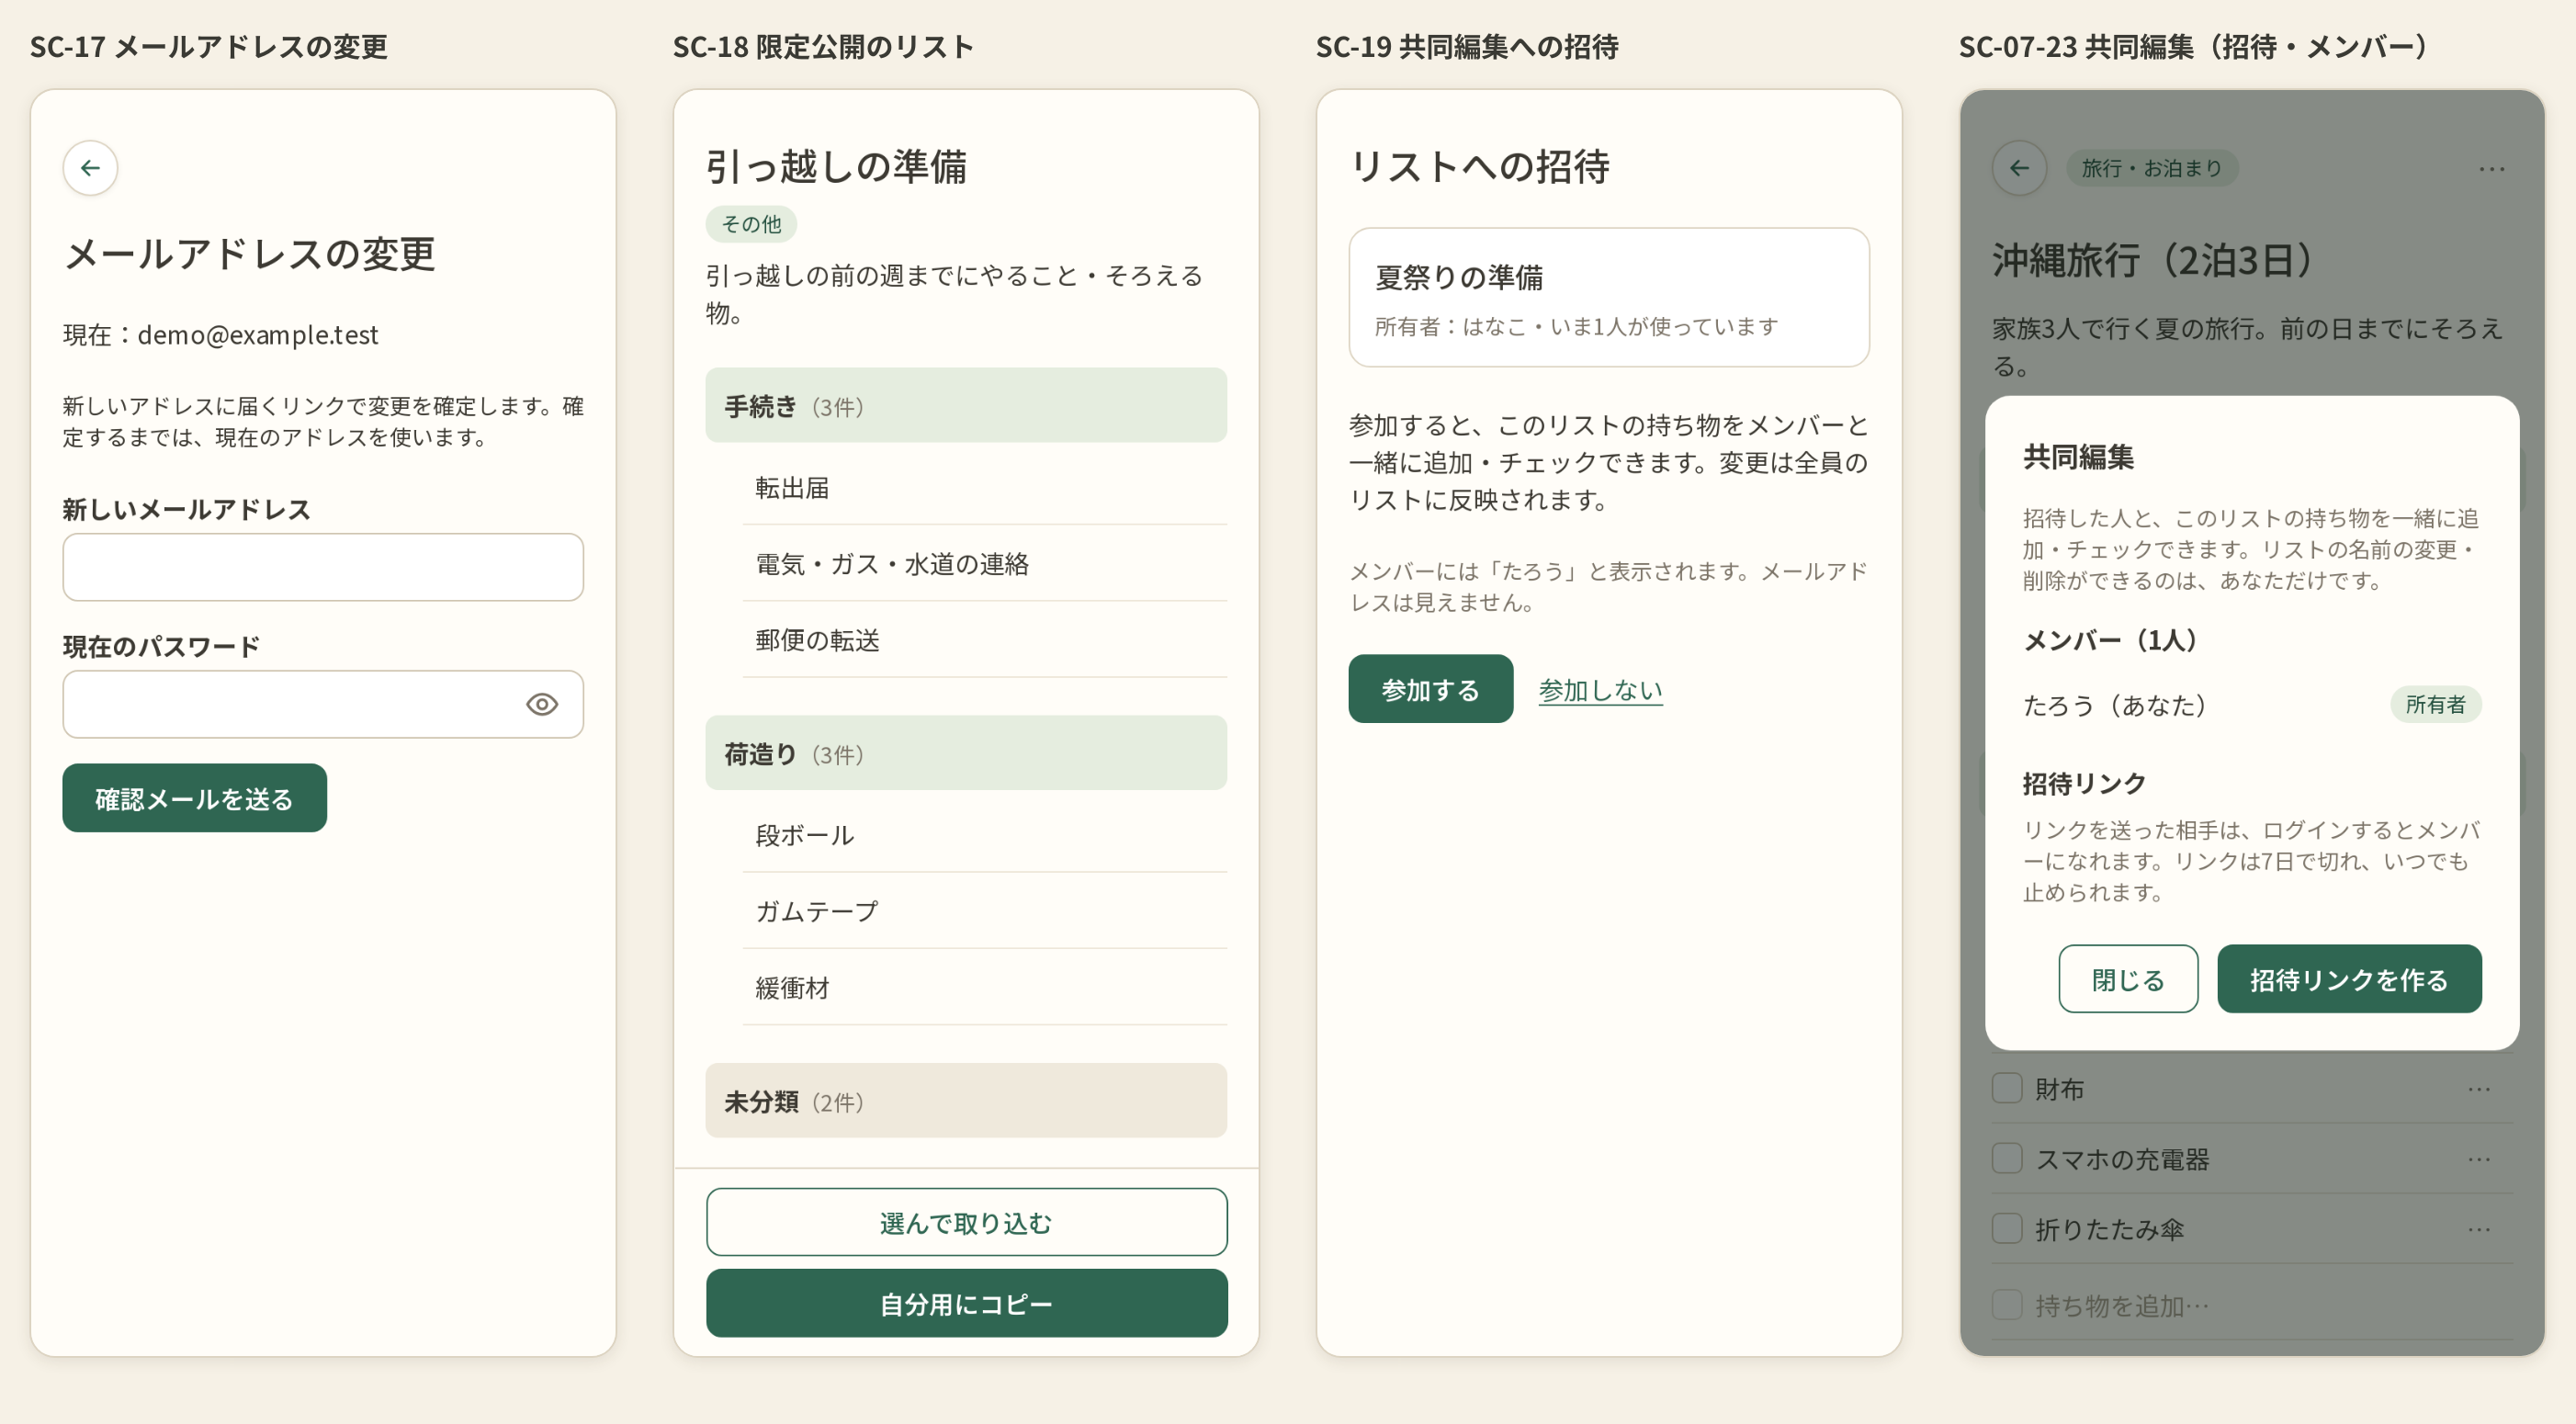 SC-17 メールアドレスの変更
メールアドレスの変更
現在：demo@example.test
新しいアドレスに届くリンクで変更を確定します。確
定するまでは、現在のアドレスを使います。
新しいメールアドレス
現在のパスワード
確認メールを送る
SC-18 限定公開のリスト
引っ越しの準備
その他
引っ越しの前の週までにやること・そろえる
物。
手続き（3件）
転出届
電気・ガス・水道の連絡
郵便の転送
荷造り（3件）
段ボール
ガムテープ
緩衝材
未分類（2件）
選んで取り込む
自分用にコピー
SC-19 共同編集への招待
リストへの招待
夏祭りの準備
所有者：はなこ・いま1人が使っています
参加すると、このリストの持ち物をメンバーと
一緒に追加・チェックできます。変更は全員の
リストに反映されます。
メンバーには「たろう」と表示されます。メールアド
レスは見えません。
参加する 参加しない
SC-07-23 共同編集（招待・メンバー）
旅行・お泊まり …
沖縄旅行（2泊3日）
家族3人で行く夏の旅行。前の日までにそろえ
る。
共同編集
招待した人と、このリストの持ち物を一緒に追
加・チェックできます。リストの名前の変更・
削除ができるのは、あなただけです。
メンバー（1人）
たろう（あなた） 所有者
招待リンク
リンクを送った相手は、ログインするとメンバ
ーになれます。リンクは7日で切れ、いつでも
止められます。
閉じる 招待リンクを作る
財布 …
スマホの充電器 …
折りたたみ傘 …
持ち物を追加…